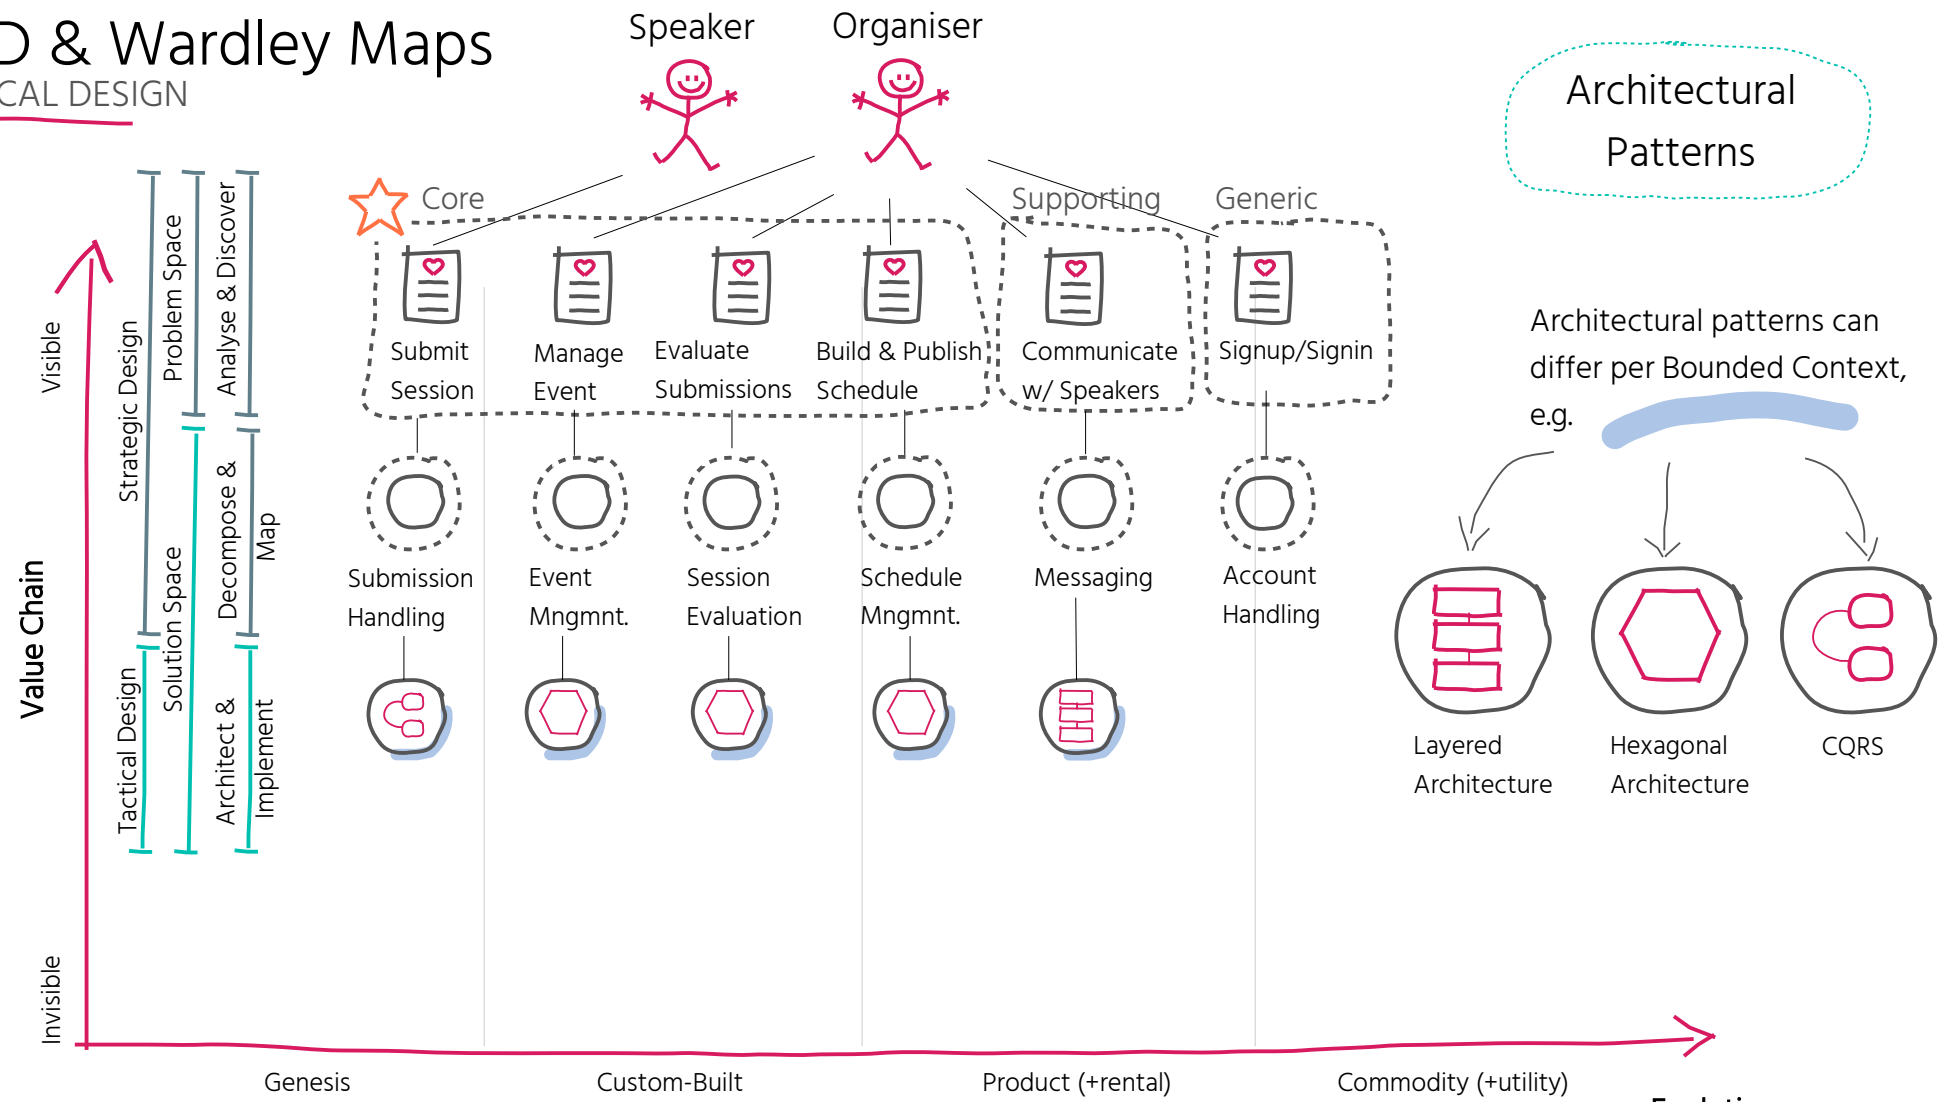 D & Wardley Maps
CAL DESIGN
Speaker
Organiser
Architectural
Patterns
Core
Supporting
Generic
Submit
Session
Manage
Event
Evaluate
Submissions
Build & Publish
Schedule
Communicate
w/ Speakers
Signup/Signin
Architectural patterns can
differ per Bounded Context,
e.g.
Visible
Strategic Design
Problem Space
Analyse & Discover
Value Chain
Solution Space
Decompose &
Map
Tactical Design
Architect &
Implement
Invisible
Submission
Handling
Event
Mngmnt.
Session
Evaluation
Schedule
Mngmnt.
Messaging
Account
Handling
Layered
Architecture
Hexagonal
Architecture
CQRS
Genesis
Custom-Built
Product (+rental)
Commodity (+utility)